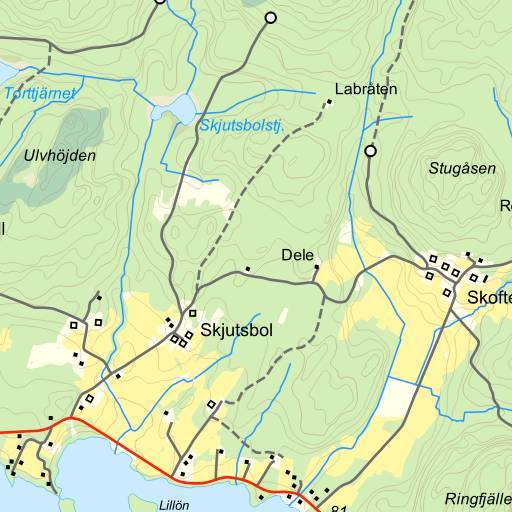 Labråten
Torttjärnet
Skjutsbolstj.
Ulvhöjden
Stugåsen
Dele
Skofte
Skjutsbol
Ringfjälle
Lillön
81